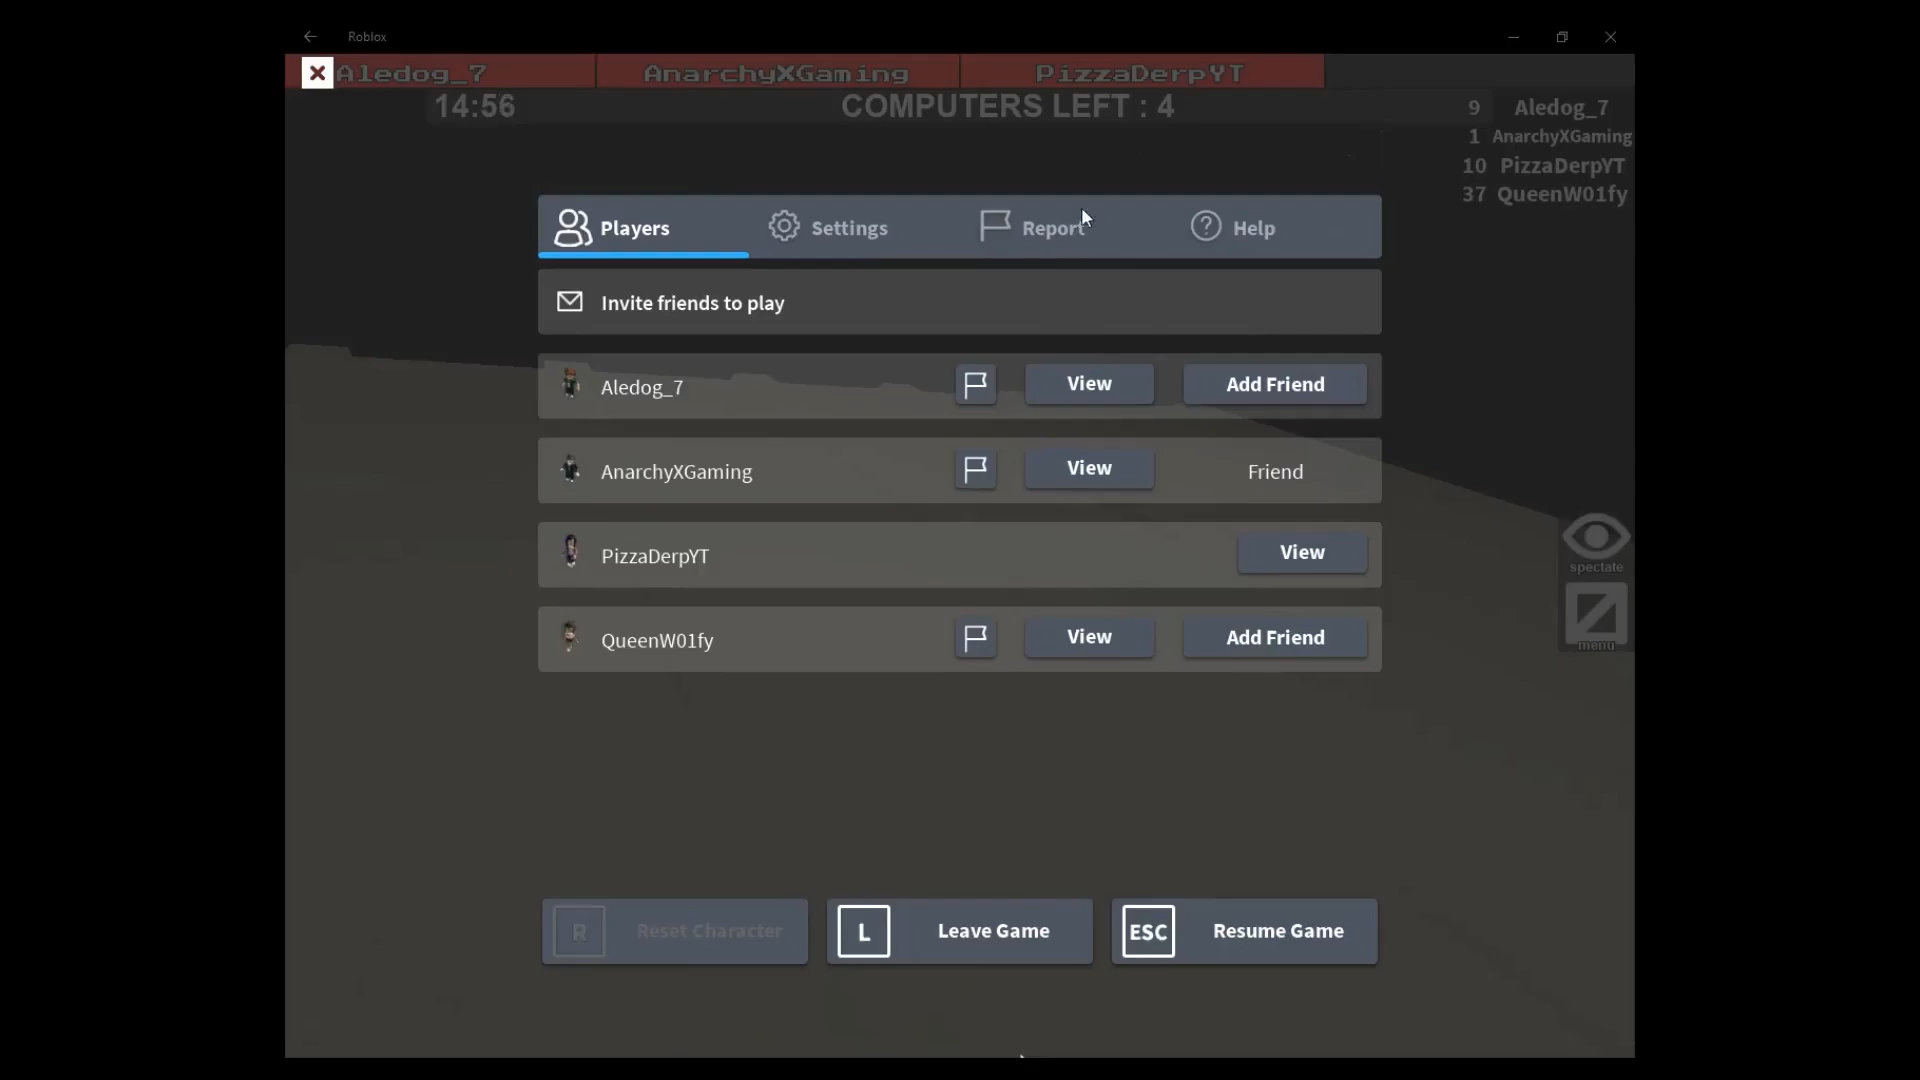 Roblox
Aledog_7 AnarchyXGaming PizzaDerpYT
14:56 COMPUTERS LEFT : 4
9 Aledog_7
1 AnarchyXGaming
10 PizzaDerpYT
37 QueenW01fy
Players Settings Report Help
Invite friends to play
Aledog_7 View Add Friend
AnarchyXGaming View Friend
PizzaDerpYT View
QueenW01fy View Add Friend
spectate
menu
R Reset Character L Leave Game ESC Resume Game